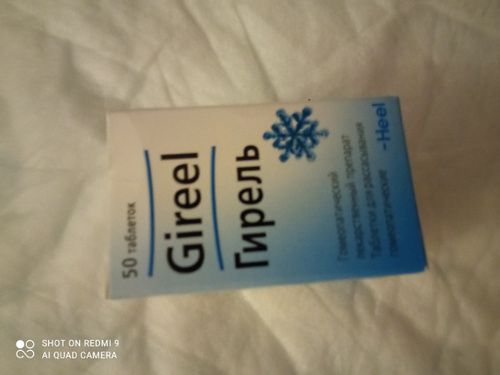 50 таблеток
Gireel
Гирель
Гомеопатический
лекарственный препарат
Таблетки для рассасывания
гомеопатические
-Heel
SHOT ON REDMI 9
AI QUAD CAMERA